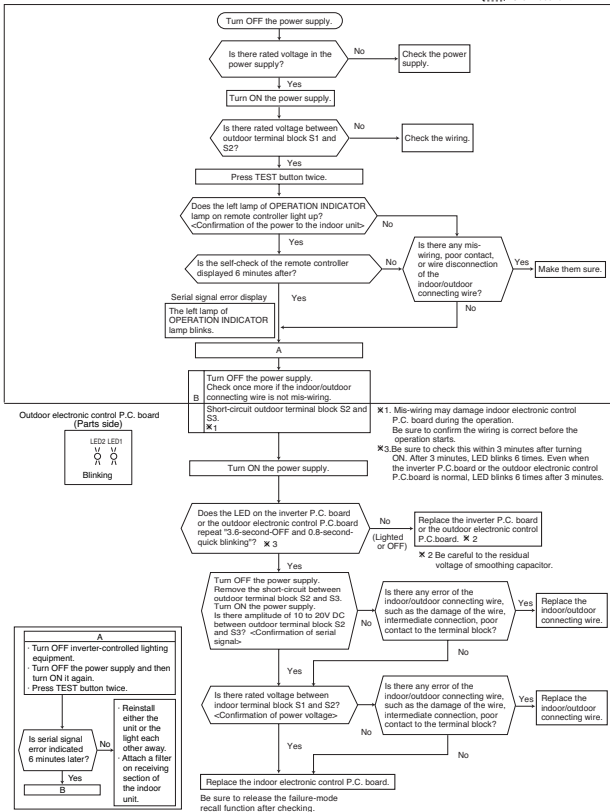 Turn OFF the power supply.
Is there rated voltage in the
power supply?
No
Check the power
supply.
Yes
Turn ON the power supply.
Is there rated voltage between
outdoor terminal block S1 and
S2?
No
Check the wiring.
Yes
Press TEST button twice.
Does the left lamp of OPERATION INDICATOR
lamp on remote controller light up?
<Confirmation of the power to the indoor unit>
No
Yes
Is the self-check of the remote controller
displayed 6 minutes after?
No
Is there any mis-
wiring, poor contact,
or wire disconnection
of the
indoor/outdoor
connecting wire?
Yes
Make them sure.
No
Serial signal error display
Yes
The left lamp of
OPERATION INDICATOR
lamp blinks.
A
B
Turn OFF the power supply.
Check once more if the indoor/outdoor
connecting wire is not mis-wiring.
Short-circuit outdoor terminal block S2 and
S3.
※1
※1. Mis-wiring may damage indoor electronic control
P.C. board during the operation.
Be sure to confirm the wiring is correct before the
operation starts.
※3.Be sure to check this within 3 minutes after turning
ON. After 3 minutes, LED blinks 6 times. Even when
the inverter P.C.board or the outdoor electronic control
P.C.board is normal, LED blinks 6 times after 3 minutes.
Outdoor electronic control P.C. board
(Parts side)
LED2 LED1
Blinking
Turn ON the power supply.
Does the LED on the inverter P.C. board
or the outdoor electronic control P.C.board
repeat "3.6-second-OFF and 0.8-second-
quick blinking"? ※ 3
No
(Lighted
or OFF)
Replace the inverter P.C. board
or the outdoor electronic control
P.C.board. ※ 2
※ 2 Be careful to the residual
voltage of smoothing capacitor.
Yes
Turn OFF the power supply.
Remove the short-circuit between
outdoor terminal block S2 and S3.
Turn ON the power supply.
Is there amplitude of 10 to 20V DC
between outdoor terminal block S2
and S3? <Confirmation of serial
signal>
No
Is there any error of the
indoor/outdoor connecting wire,
such as the damage of the wire,
intermediate connection, poor
contact to the terminal block?
Yes
Replace the
indoor/outdoor
connecting wire.
No
Yes
Is there rated voltage between
indoor terminal block S1 and S2?
<Confirmation of power voltage>
No
Is there any error of the
indoor/outdoor connecting wire,
such as the damage of the wire,
intermediate connection, poor
contact to the terminal block?
Yes
Replace the
indoor/outdoor
connecting wire.
No
Yes
Replace the indoor electronic control P.C. board.
Be sure to release the failure-mode
recall function after checking.
A
· Turn OFF inverter-controlled lighting
equipment.
· Turn OFF the power supply and then
turn ON it again.
· Press TEST button twice.
Is serial signal
error indicated
6 minutes later?
No
· Reinstall
either the
unit or the
light each
other away.
· Attach a filter
on receiving
section of
the indoor
unit.
Yes
B